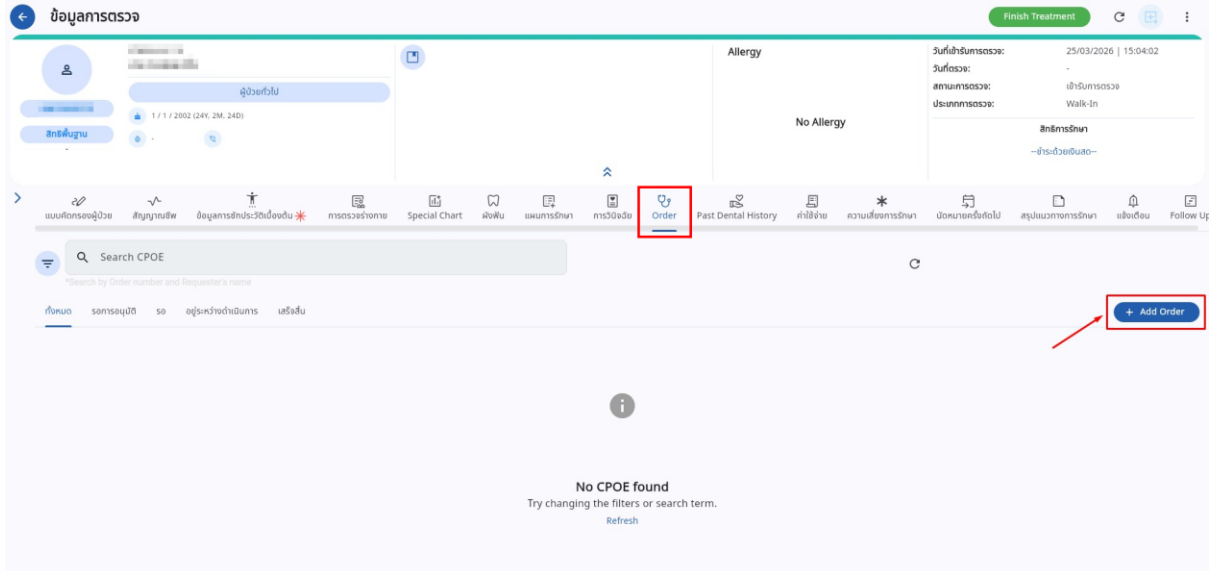 ข้อมูลการตรวจ
Finish Treatment
ผู้ป่วยทั่วไป
1 / 1 / 2002 (24Y, 2M, 24D)
สิทธิพื้นฐาน
-
-
Allergy
No Allergy
วันที่เข้ารับการตรวจ: 25/03/2026 | 15:04:02
วันที่ตรวจ: -
สถานะการตรวจ: เข้ารับการตรวจ
ประเภทการตรวจ: Walk-In
สิทธิการรักษา
--ชำระด้วยเงินสด--
แบบคัดกรองผู้ป่วย สัญญาณชีพ ข้อมูลการซักประวัติเบื้องต้น การตรวจร่างกาย Special Chart ผังฟัน แผนการรักษา การวินิจฉัย Order Past Dental History ค่าใช้จ่าย ความเสี่ยงการรักษา นัดหมายครั้งถัดไป สรุปแนวทางการรักษา แจ้งเตือน Follow Up
Search CPOE
*Search by Order number and Requester's name
ทั้งหมด รอการอนุมัติ รอ อยู่ระหว่างดำเนินการ เสร็จสิ้น
+ Add Order
No CPOE found
Try changing the filters or search term.
Refresh